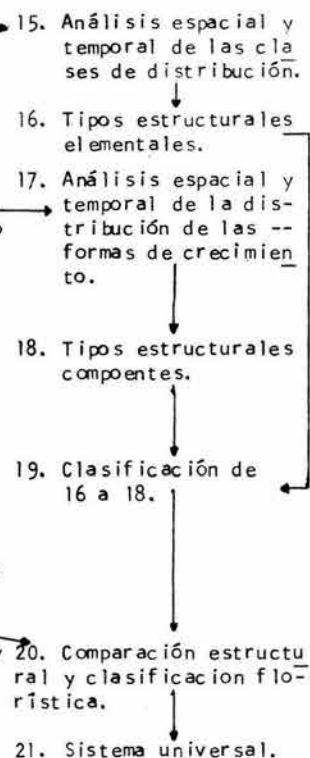 15. Análisis espacial y
temporal de las cla
ses de distribución.
16. Tipos estructurales
elementales.
17. Análisis espacial y
temporal de la dis-
tribución de las --
formas de crecimien
to.
18. Tipos estructurales
compoentes.
19. Clasificación de
16 a 18.
20. Comparación estructu
ral y clasificacion flo-
rística.
21. Sistema universal.